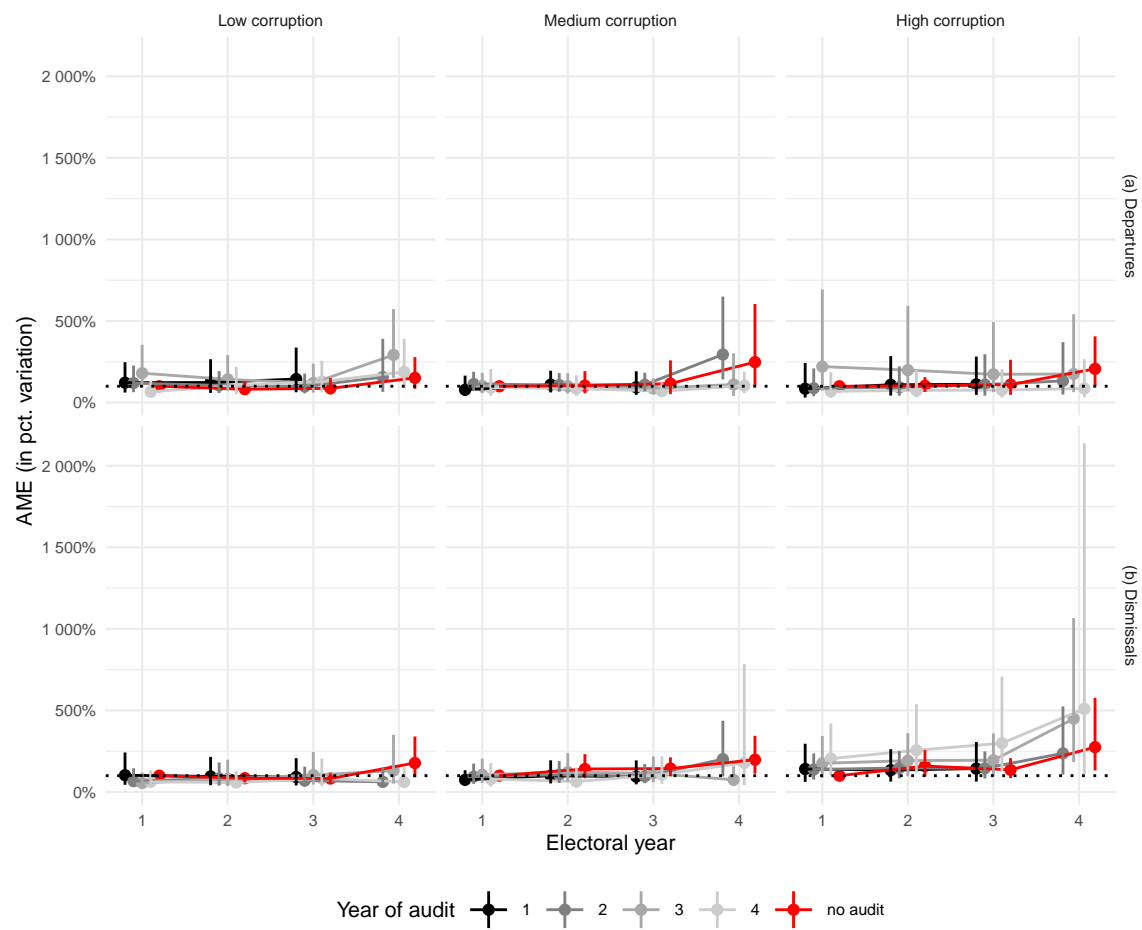 Low corruption Medium corruption High corruption
2 000%
1 500%
1 000%
500%
0%
(a) Departures
AME (in pct. variation)
2 000%
1 500%
1 000%
500%
0%
(b) Dismissals
1 2 3 4 1 2 3 4 1 2 3 4
Electoral year
Year of audit 1 2 3 4 no audit